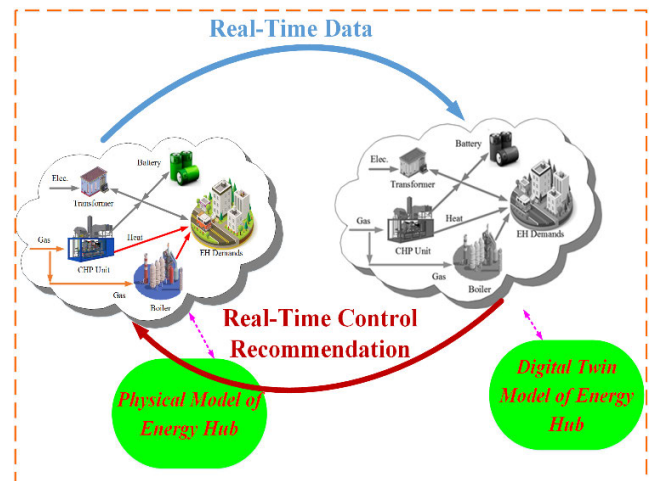 Real-Time Data
Battery
Elec.
Transformer
Gas
Heat
CHP Unit
EH Demands
Gas
Boiler
Battery
Elec.
Transformer
Gas
Heat
CHP Unit
EH Demands
Gas
Boiler
Real-Time Control
Recommendation
Physical Model of
Energy Hub
Digital Twin
Model of Energy
Hub